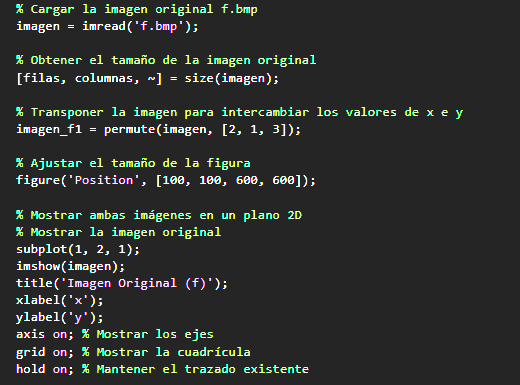 % Cargar la imagen original f.bmp
imagen = imread('f.bmp');
% Obtener el tamaño de la imagen original
[filas, columnas, ~] = size(imagen);
% Transponer la imagen para intercambiar los valores de x e y
imagen_f1 = permute(imagen, [2, 1, 3]);
% Ajustar el tamaño de la figura
figure('Position', [100, 100, 600, 600]);
% Mostrar ambas imágenes en un plano 2D
% Mostrar la imagen original
subplot(1, 2, 1);
imshow(imagen);
title('Imagen Original (f)');
xlabel('x');
ylabel('y');
axis on; % Mostrar los ejes
grid on; % Mostrar la cuadrícula
hold on; % Mantener el trazado existente